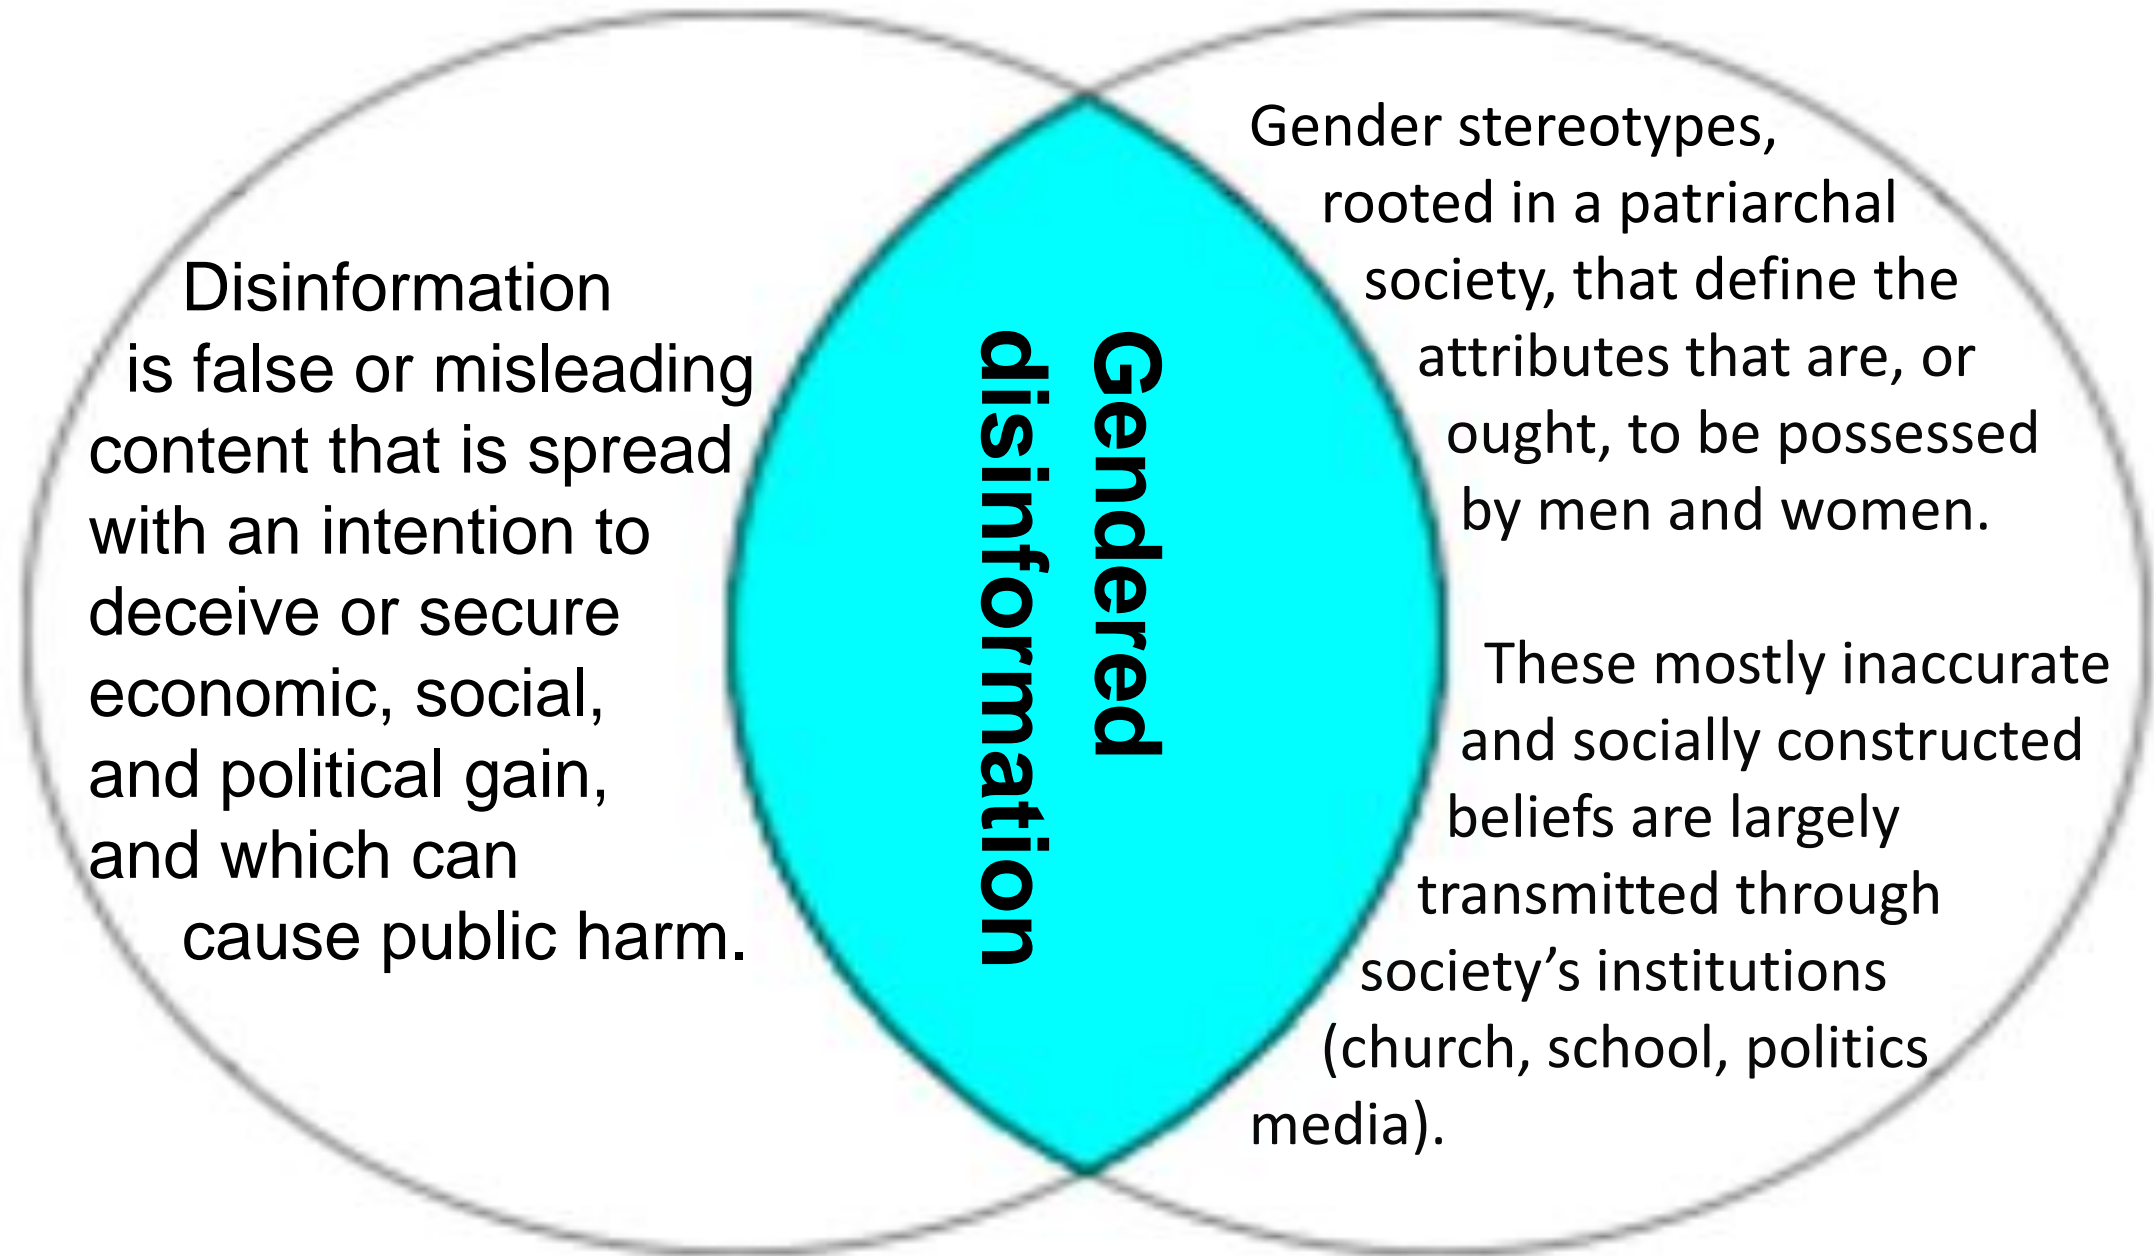 Disinformation
is false or misleading
content that is spread
with an intention to
deceive or secure
economic, social,
and political gain,
and which can
cause public harm.
Gendered
disinformation
Gender stereotypes,
rooted in a patriarchal
society, that define the
attributes that are, or
ought, to be possessed
by men and women.
These mostly inaccurate
and socially constructed
beliefs are largely
transmitted through
society’s institutions
(church, school, politics
media).